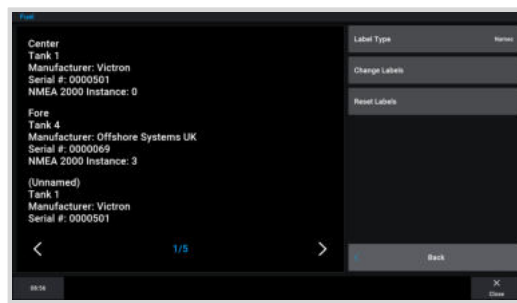 Fuel
Center
Tank 1
Manufacturer: Victron
Serial #: 0000501
NMEA 2000 Instance: 0
Fore
Tank 4
Manufacturer: Offshore Systems UK
Serial #: 0000069
NMEA 2000 Instance: 3
(Unnamed)
Tank 1
Manufacturer: Victron
Serial #: 0000501
1/5
Label Type Names
Change Labels
Reset Labels
Back
Close